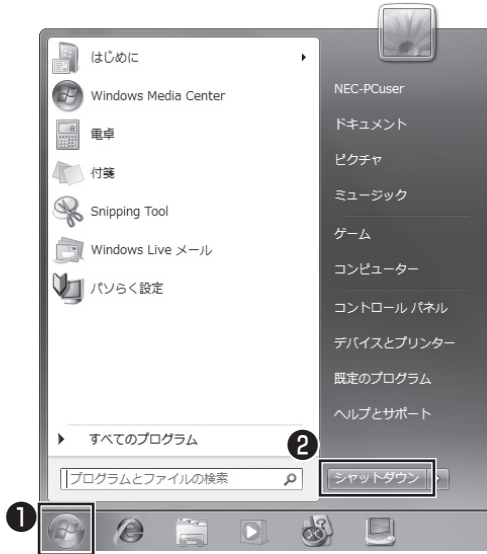 はじめに
Windows Media Center
電卓
付箋
Snipping Tool
Windows Live メール
パソらく設定
すべてのプログラム
プログラムとファイルの検索
NEC-PCuser
ドキュメント
ピクチャ
ミュージック
ゲーム
コンピューター
コントロール パネル
デバイスとプリンター
既定のプログラム
ヘルプとサポート
❷
シャットダウン
❶